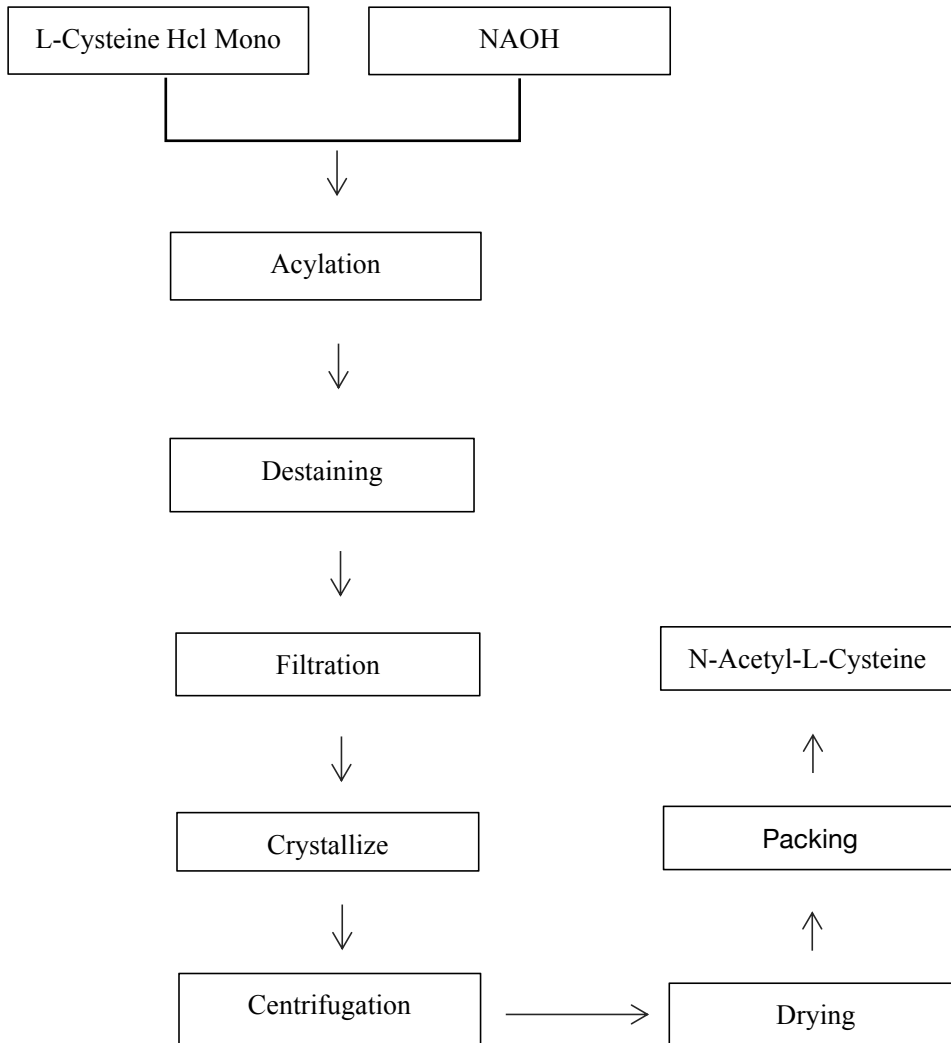 L-Cysteine Hcl Mono
NAOH
Acylation
Destaining
Filtration
Crystallize
Centrifugation
Drying
Packing
N-Acetyl-L-Cysteine